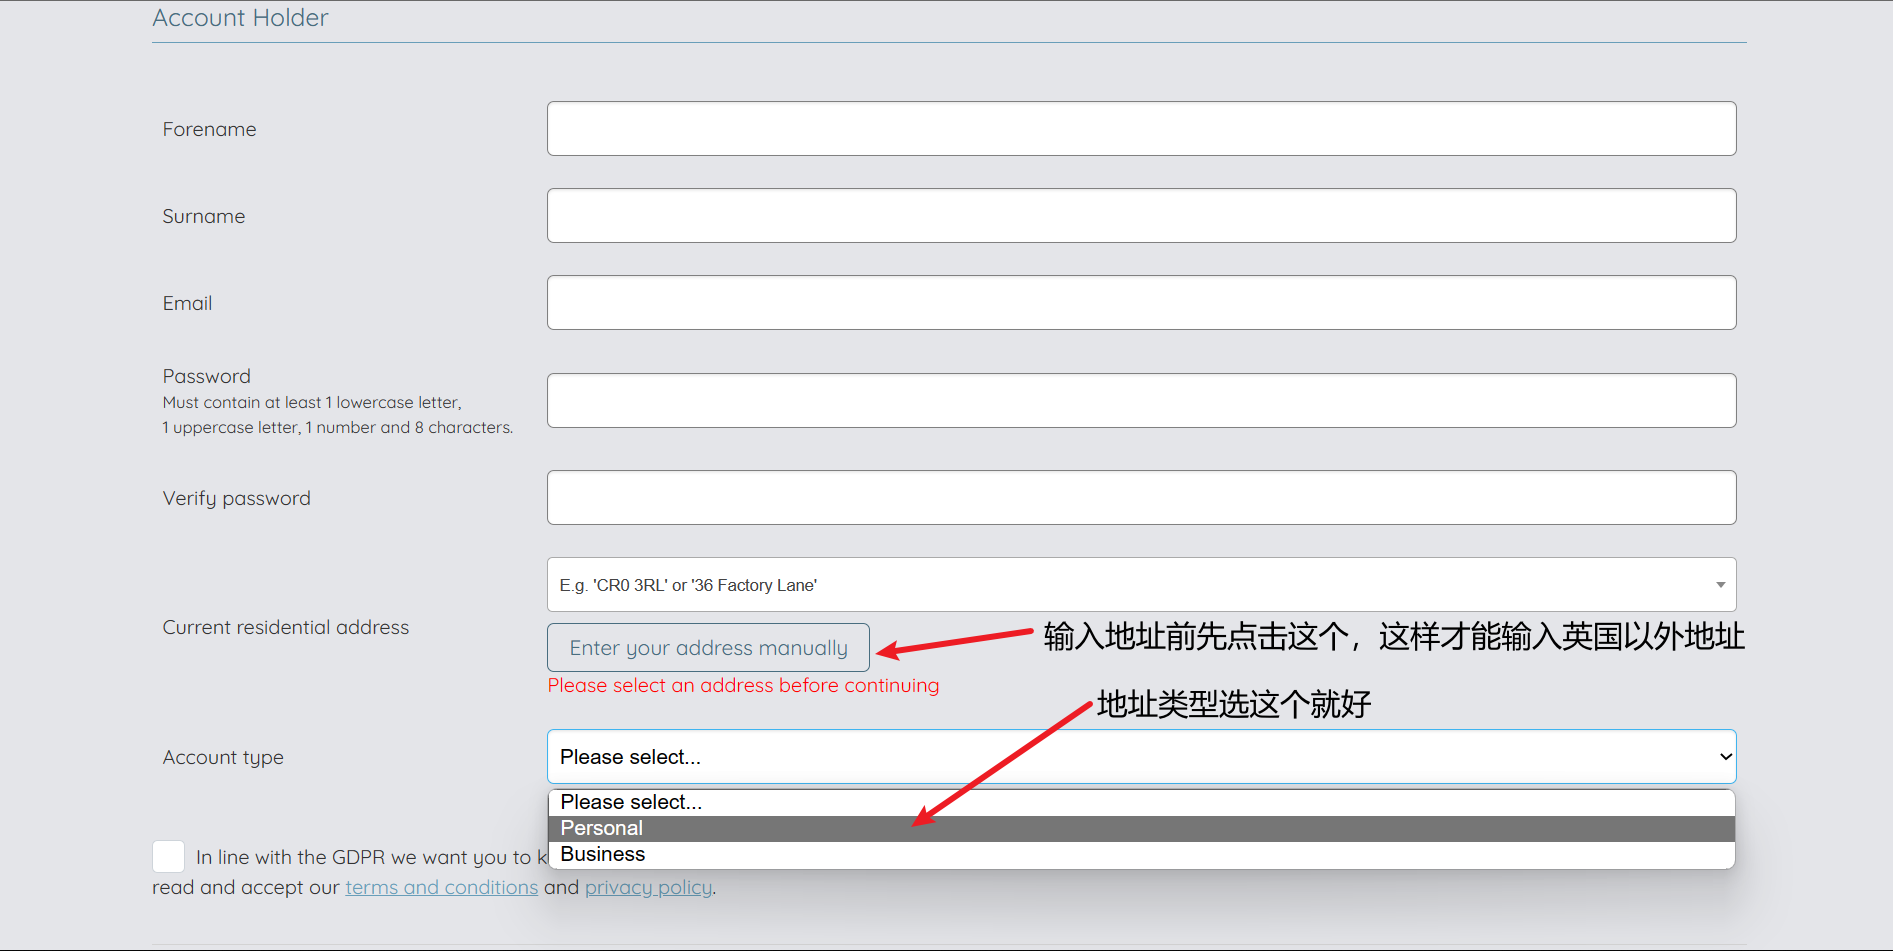 Account Holder
Forename
Surname
Email
Password
Must contain at least 1 lowercase letter,
1 uppercase letter, 1 number and 8 characters.
Verify password
E.g. 'CR0 3RL' or '36 Factory Lane'
Current residential address
Enter your address manually
输入地址前先点击这个，这样才能输入英国以外地址
Please select an address before continuing
地址类型选这个就好
Account type
Please select...
Please select...
Personal
Business
In line with the GDPR we want you to
read and accept our terms and conditions and privacy policy.